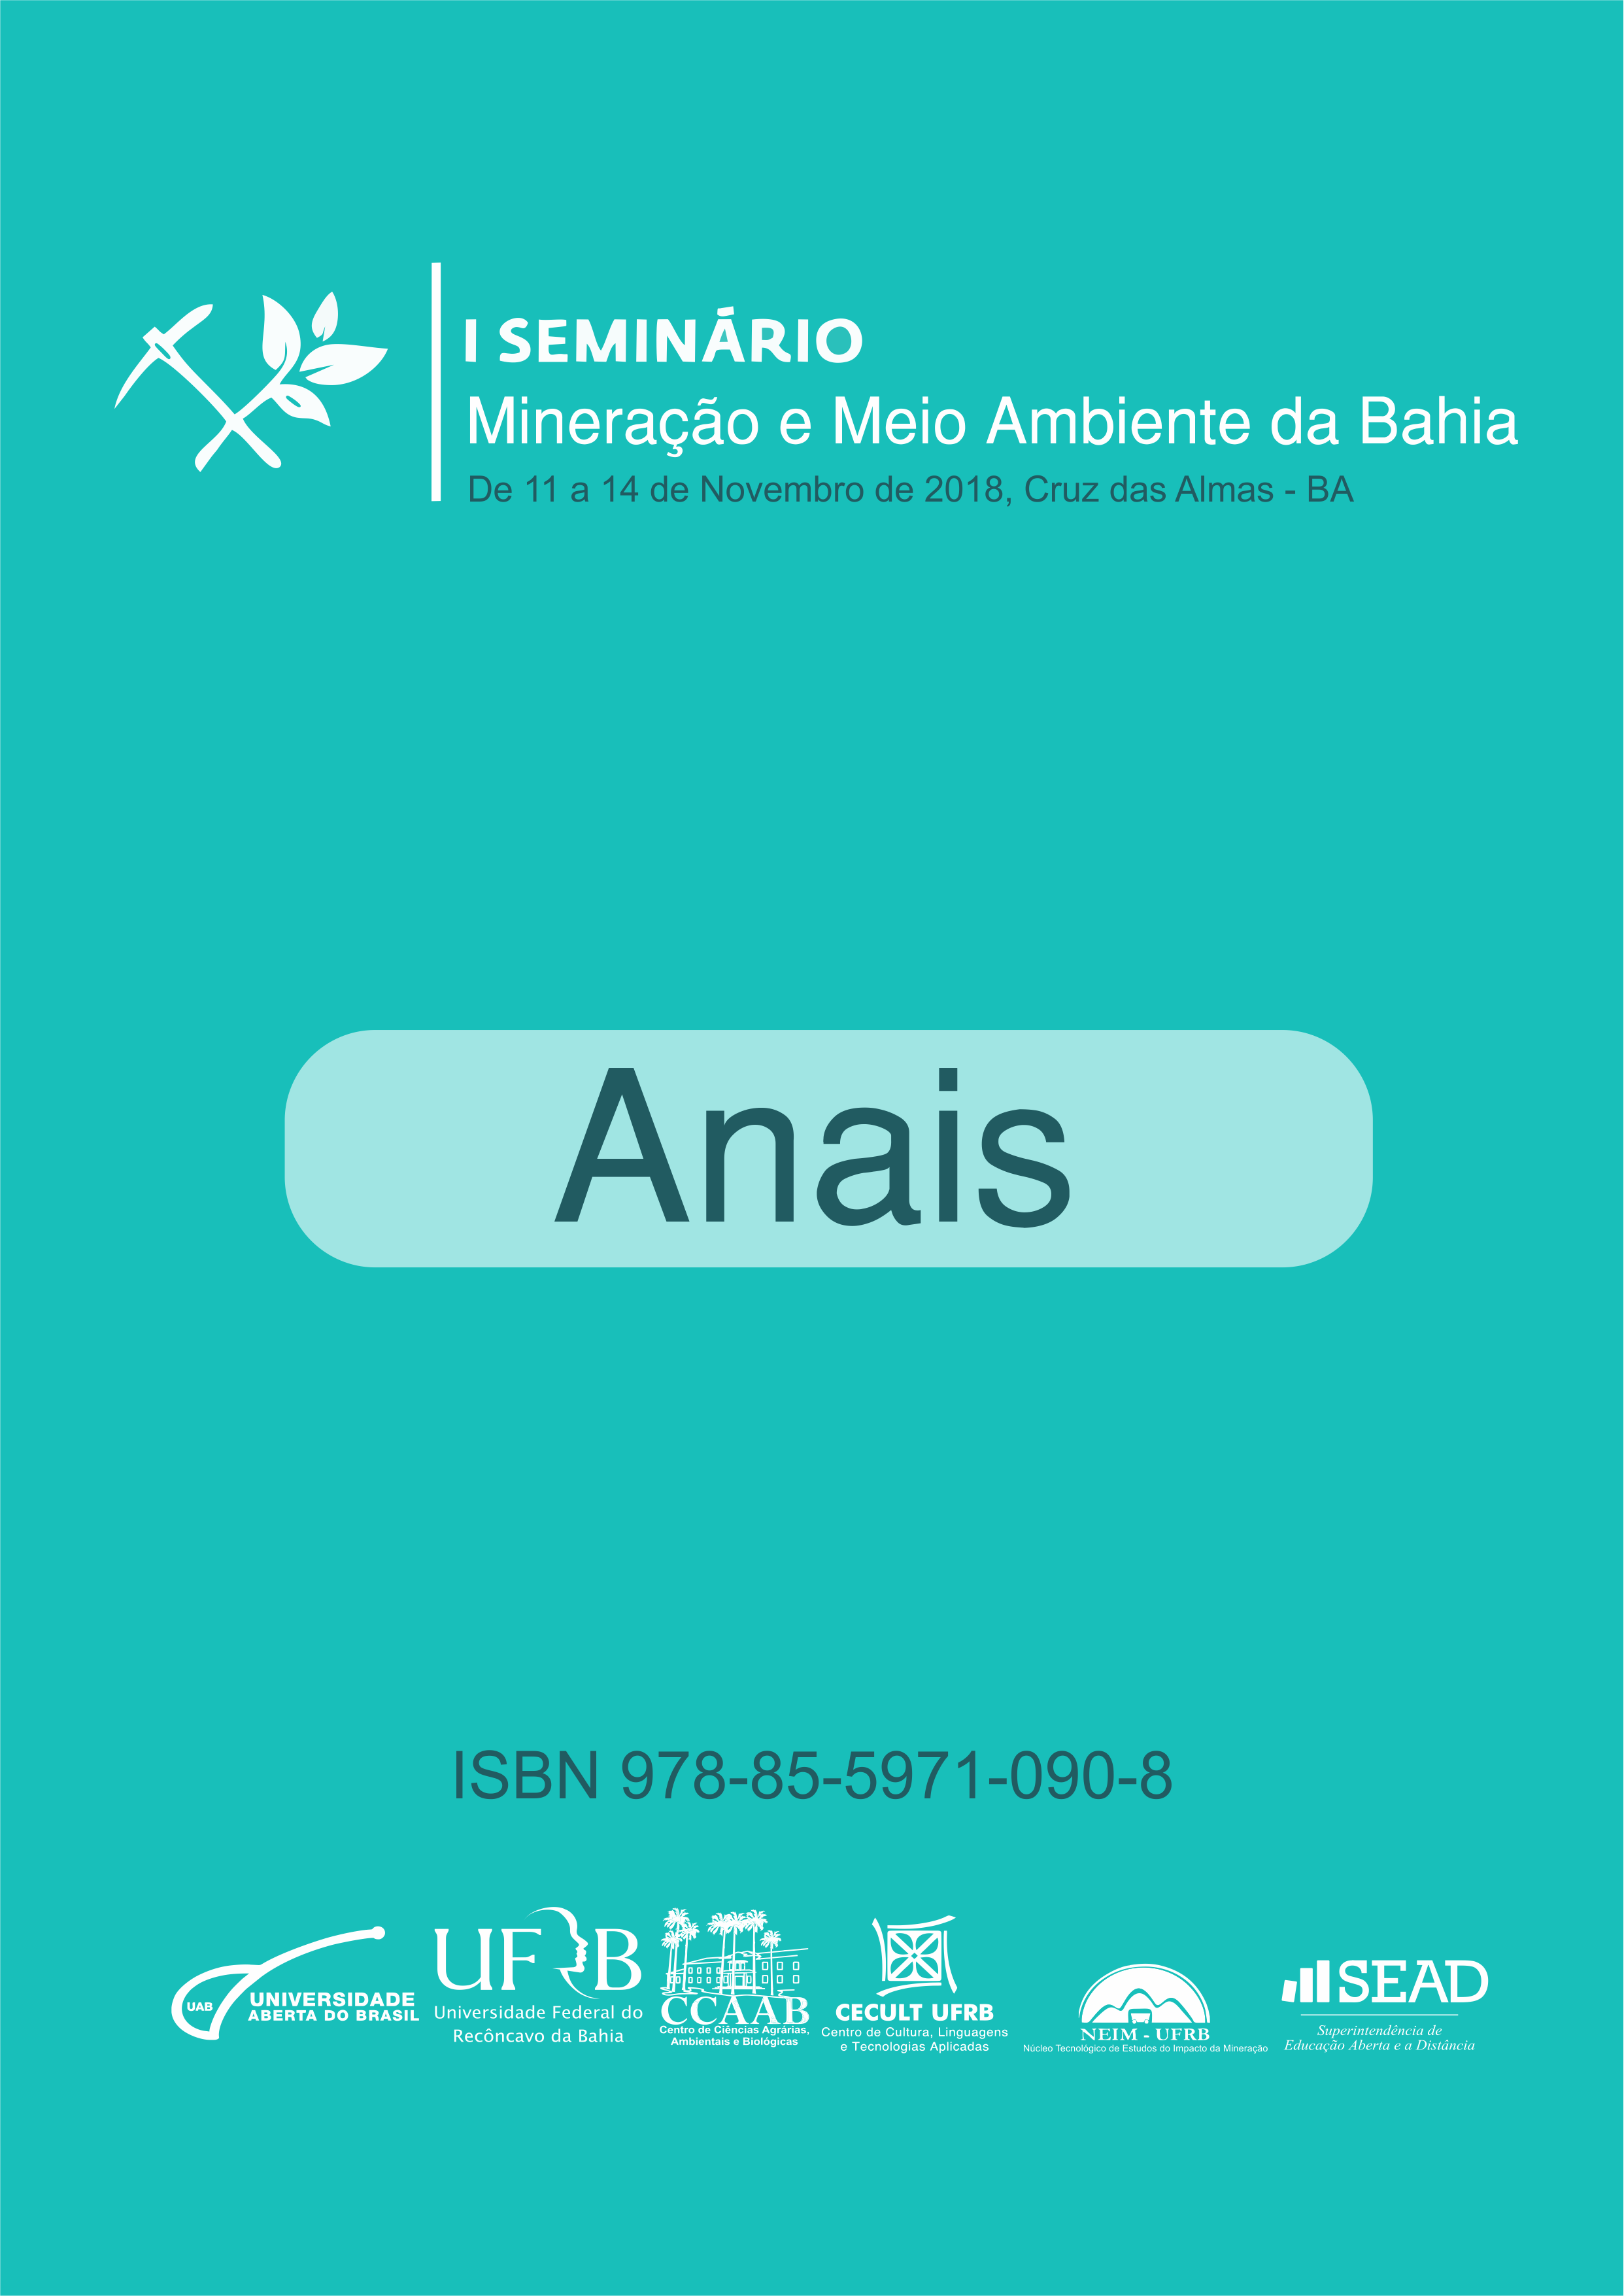 I SEMINÁRIO
Mineração e Meio Ambiente da Bahia
De 11 a 14 de Novembro de 2018, Cruz das Almas - BA
Anais
ISBN 978-85-5971-090-8
UAB
UNIVERSIDADE
ABERTA DO BRASIL
UFRB
Universidade Federal do
Recôncavo da Bahia
CCAAB
Centro de Ciências Agrárias,
Ambientais e Biológicas
CECULT UFRB
Centro de Cultura, Linguagens
e Tecnologias Aplicadas
NEIM - UFRB
Núcleo Tecnológico de Estudos do Impacto da Mineração
SEAD
Superintendência de
Educação Aberta e a Distância